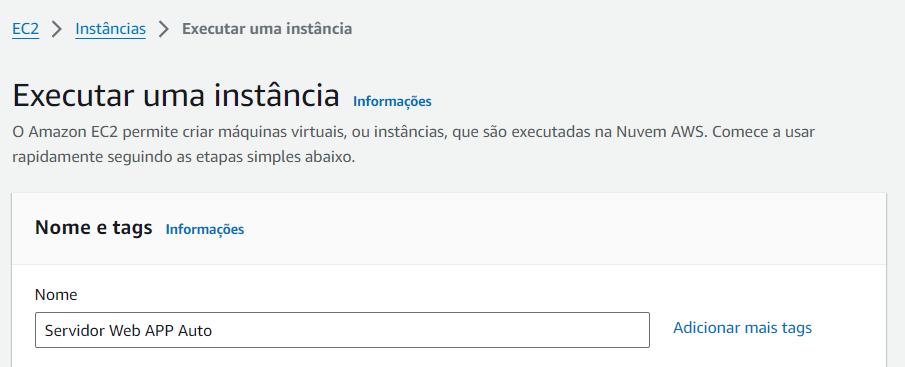 EC2 > Instâncias > Executar uma instância
Executar uma instância Informações
O Amazon EC2 permite criar máquinas virtuais, ou instâncias, que são executadas na Nuvem AWS. Comece a usar
rapidamente seguindo as etapas simples abaixo.
Nome e tags Informações
Nome
Servidor Web APP Auto Adicionar mais tags